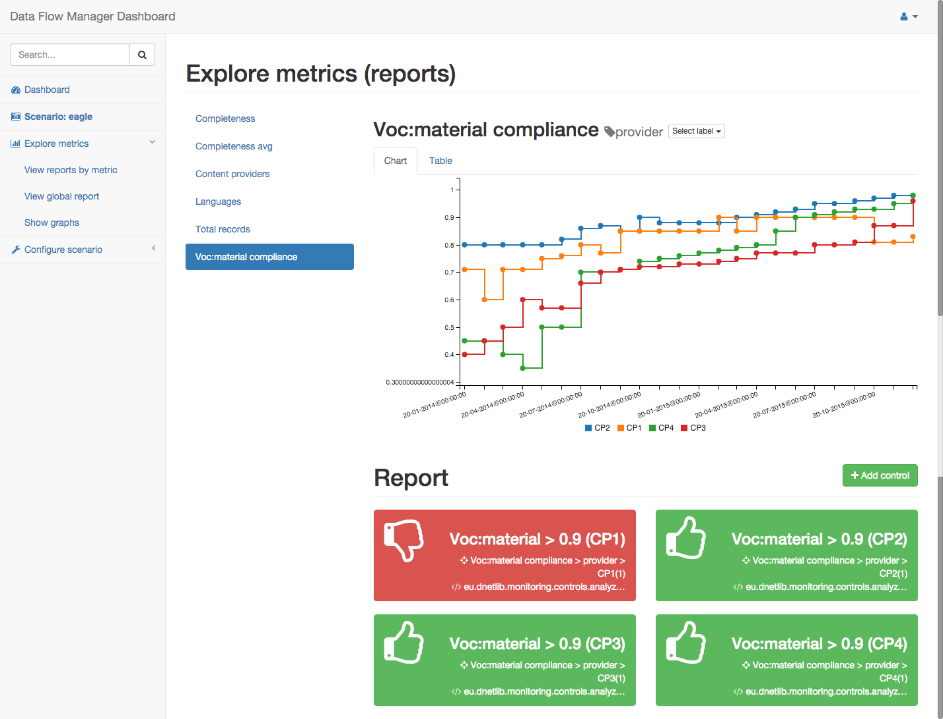 Data Flow Manager Dashboard
Search...
Dashboard
Scenario: eagle
Explore metrics
View reports by metric
View global report
Show graphs
Configure scenario
Explore metrics (reports)
Completeness
Completeness avg
Content providers
Languages
Total records
Voc:material compliance
Voc:material compliance provider Select label
Chart Table
1
0.9
0.8
0.7
0.6
0.5
0.4
0.30000000000000004
20-01-2014@00:00:00 20-04-2014@00:00:00 20-07-2014@00:00:00 20-10-2014@00:00:00 20-01-2015@00:00:00 20-04-2015@00:00:00 20-07-2015@00:00:00 20-10-2015@00:00:00
CP2 CP1 CP4 CP3
Report
+ Add control
Voc:material > 0.9 (CP1)
Voc:material compliance > provider >
CP1(1)
</> eu.dnetlib.monitoring.controls.analyz...
Voc:material > 0.9 (CP2)
Voc:material compliance > provider >
CP2(1)
</> eu.dnetlib.monitoring.controls.analyz...
Voc:material > 0.9 (CP3)
Voc:material compliance > provider >
CP3(1)
</> eu.dnetlib.monitoring.controls.analyz...
Voc:material > 0.9 (CP4)
Voc:material compliance > provider >
CP4(1)
</> eu.dnetlib.monitoring.controls.analyz...